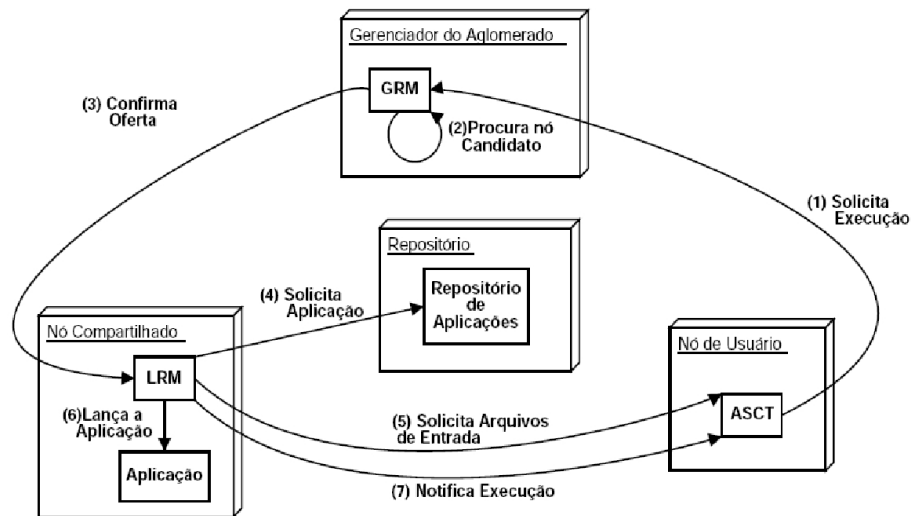 Gerenciador do Aglomerado
GRM
(2)Procura nó
Candidato
(3) Confirma
Oferta
(1) Solicita
Execução
Repositório
Repositório
de
Aplicações
(4) Solicita
Aplicação
Nó Compartilhado
LRM
(6)Lança a
Aplicação
Aplicação
Nó de Usuário
ASCT
(5) Solicita Arquivos
de Entrada
(7) Notifica Execução